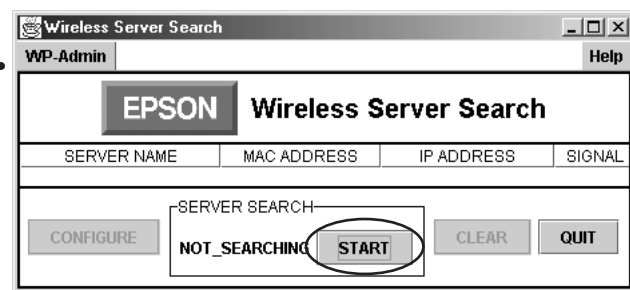 Wireless Server Search
WP-Admin Help
EPSON Wireless Server Search
SERVER NAME MAC ADDRESS IP ADDRESS SIGNAL
SERVER SEARCH
CONFIGURE NOT_SEARCHING START CLEAR QUIT